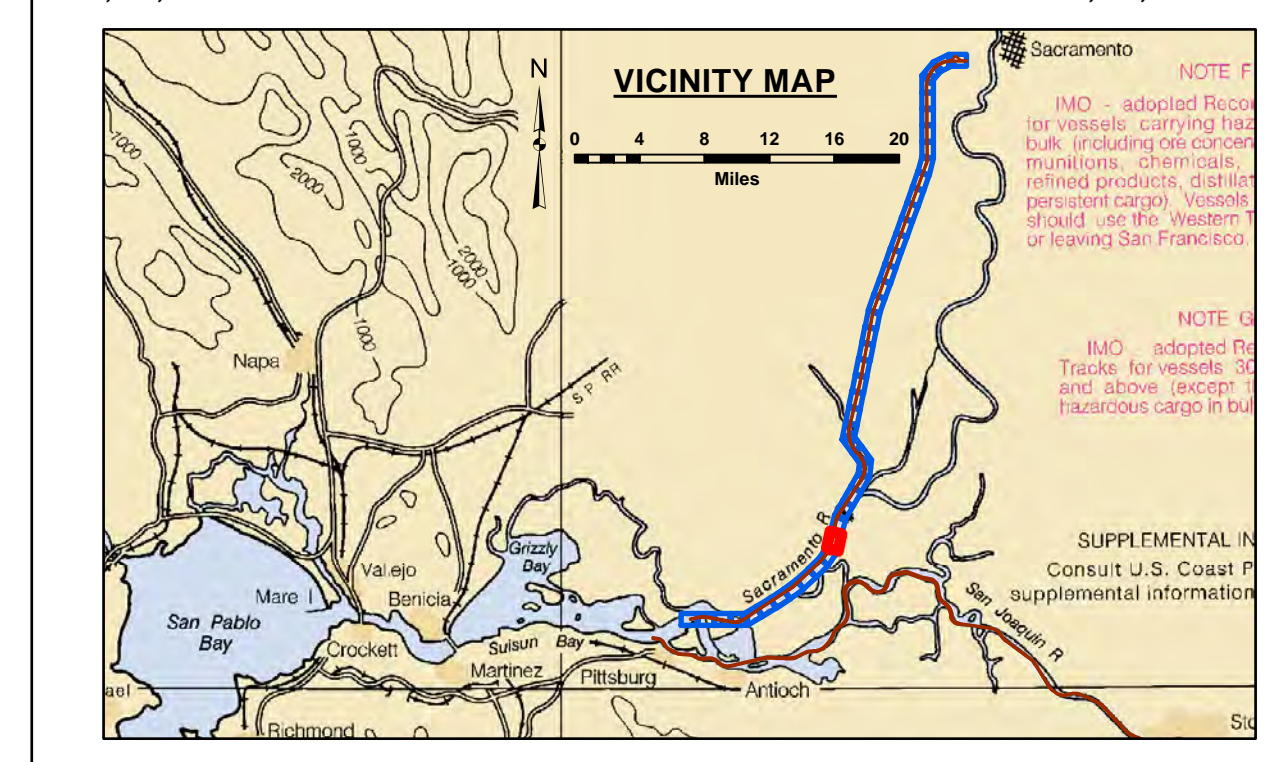 VICINITY MAP
N
0 4 8 12 16 20
Miles
Sacramento
NOTE F
IMO - adopted Recor
for vessels carrying haz
bulk (including ore concen
munitions, chemicals,
refined products, distillat
persistent cargo). Vessels
should use the Western T
or leaving San Francisco.
NOTE G
IMO - adopted Re
Tracks for vessels 30
and above (except t
hazardous cargo in bul
1000
1000
2000
2000
1000
1000
Napa
S.P. RR
Grizzly
Bay
Sacramento R
Vallejo
Mare I
Benicia
San Pablo
Bay
Crockett
Suisun Bay
Martinez
Pittsburg
Antioch
San Joaquin R
SUPPLEMENTAL IN
Consult U.S. Coast P
supplemental information
ael
Richmond
Sto